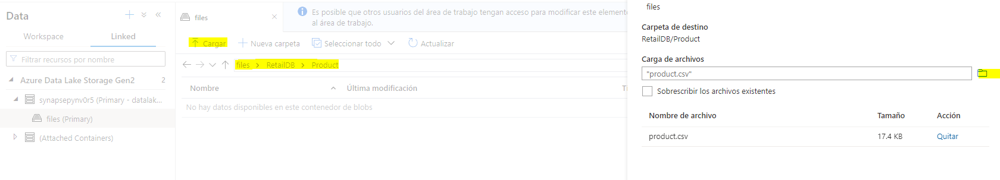 Data
Workspace
Linked
Filtrar recursos por nombre
Azure Data Lake Storage Gen2
2
synapsepynv0r5 (Primary - datalak...
files (Primary)
(Attached Containers)
files
Es posible que otros usuarios del área de trabajo tengan acceso para modificar este elemento
al área de trabajo.
Cargar
Nueva carpeta
Seleccionar todo
Actualizar
files > RetailDB > Product
Nombre
Última modificación
No hay datos disponibles en este contenedor de blobs
files
Carpeta de destino
RetailDB/Product
Carga de archivos
"product.csv"
Sobrescribir los archivos existentes
Nombre de archivo
Tamaño
Acción
product.csv
17.4 KB
Quitar